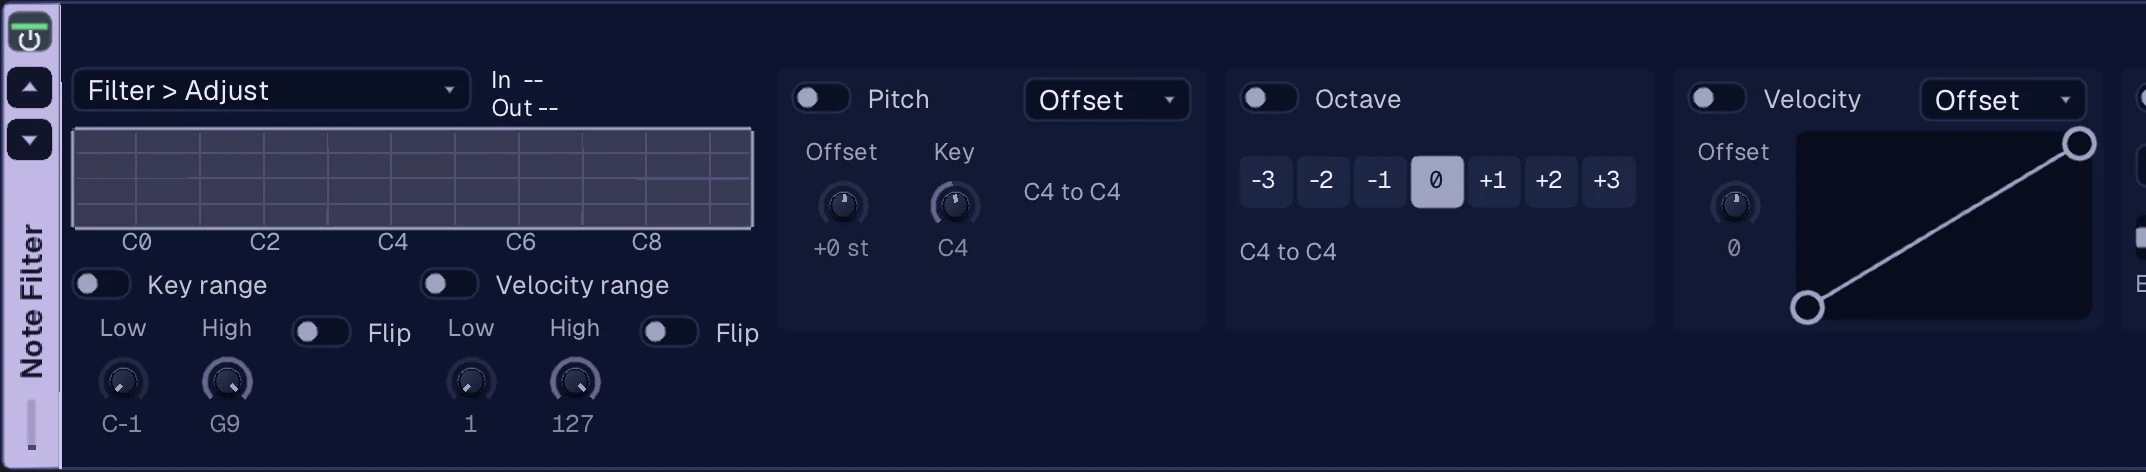 Note Filter
Filter > Adjust
In --
Out --
C0 C2 C4 C6 C8
Key range
Low High Flip
C-1 G9
Velocity range
Low High Flip
1 127
Pitch Offset
Offset Key
C4 to C4
+0 st C4
Octave
-3 -2 -1 0 +1 +2 +3
C4 to C4
Velocity Offset
Offset
0